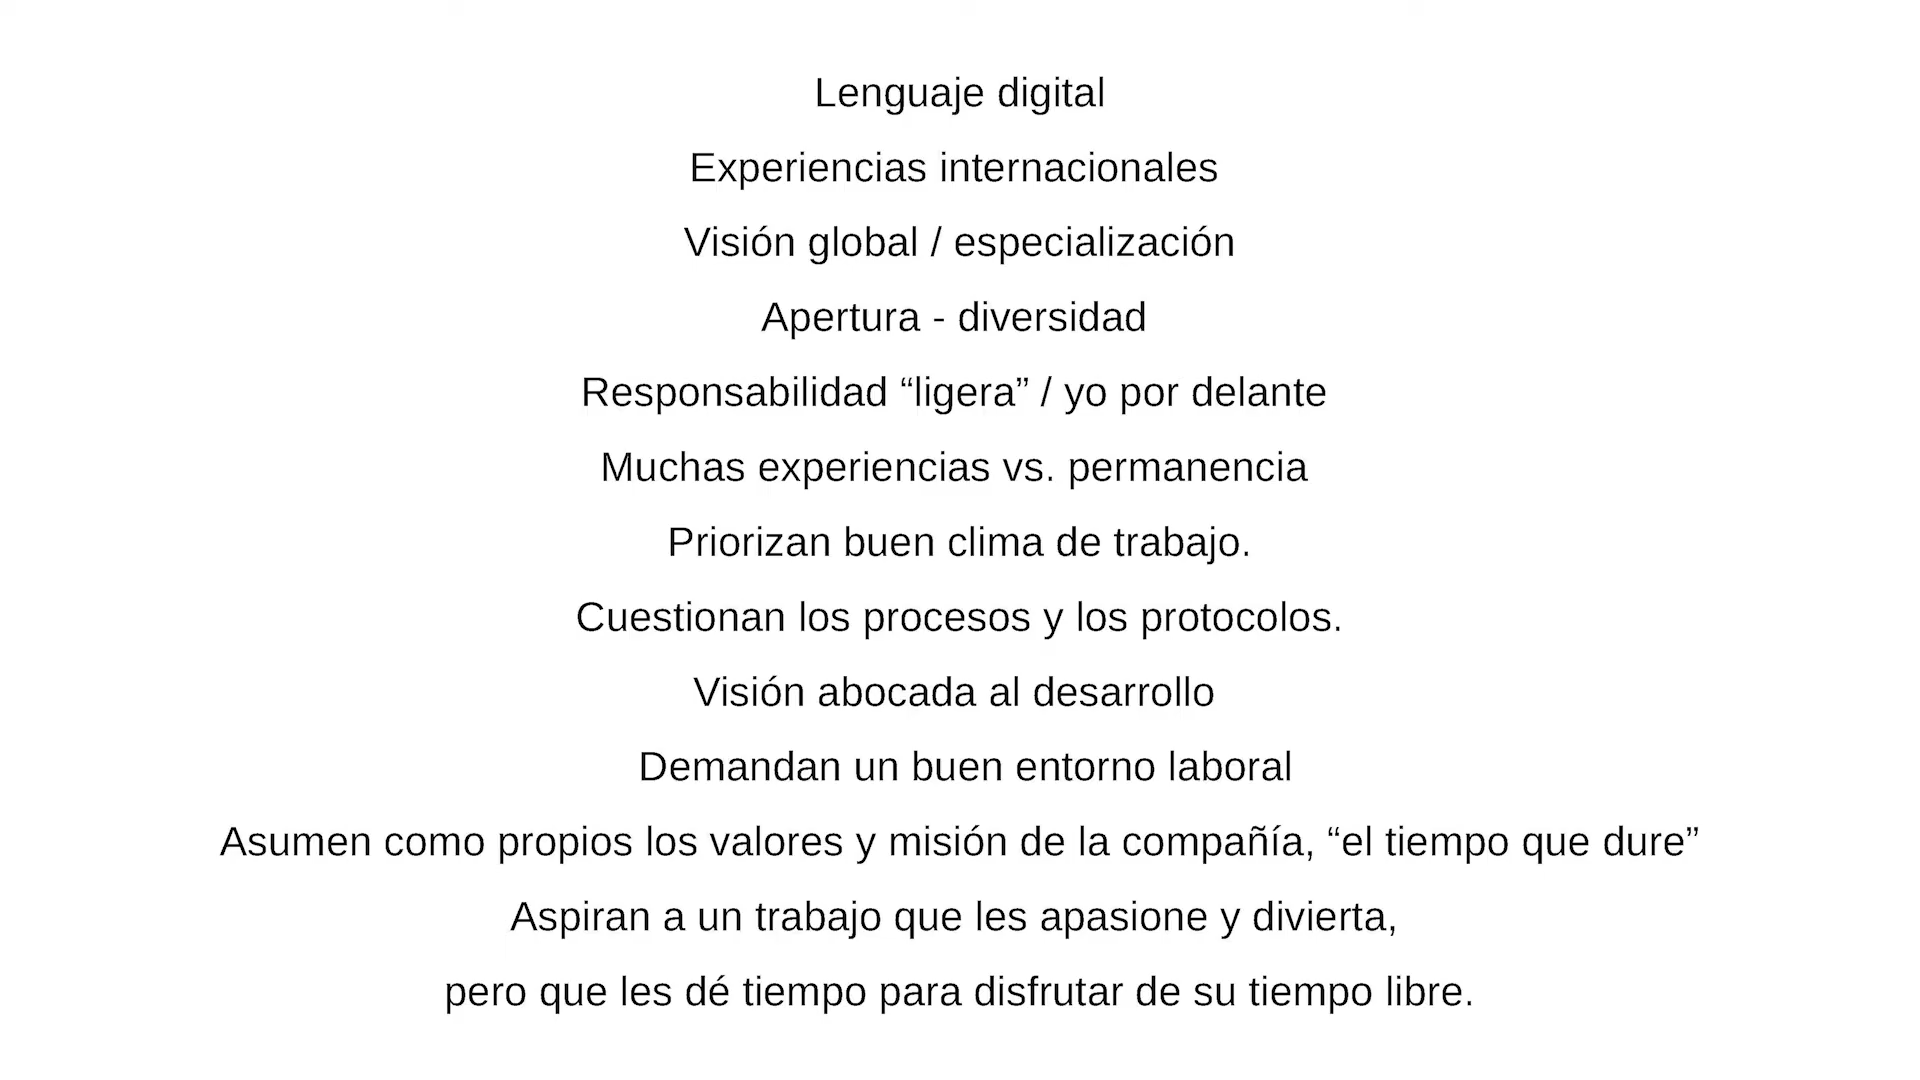 Lenguaje digital
Experiencias internacionales
Visión global / especialización
Apertura - diversidad
Responsabilidad “ligera” / yo por delante
Muchas experiencias vs. permanencia
Priorizan buen clima de trabajo.
Cuestionan los procesos y los protocolos.
Visión abocada al desarrollo
Demandan un buen entorno laboral
Asumen como propios los valores y misión de la compañía, “el tiempo que dure”
Aspiran a un trabajo que les apasione y divierta,
pero que les dé tiempo para disfrutar de su tiempo libre.